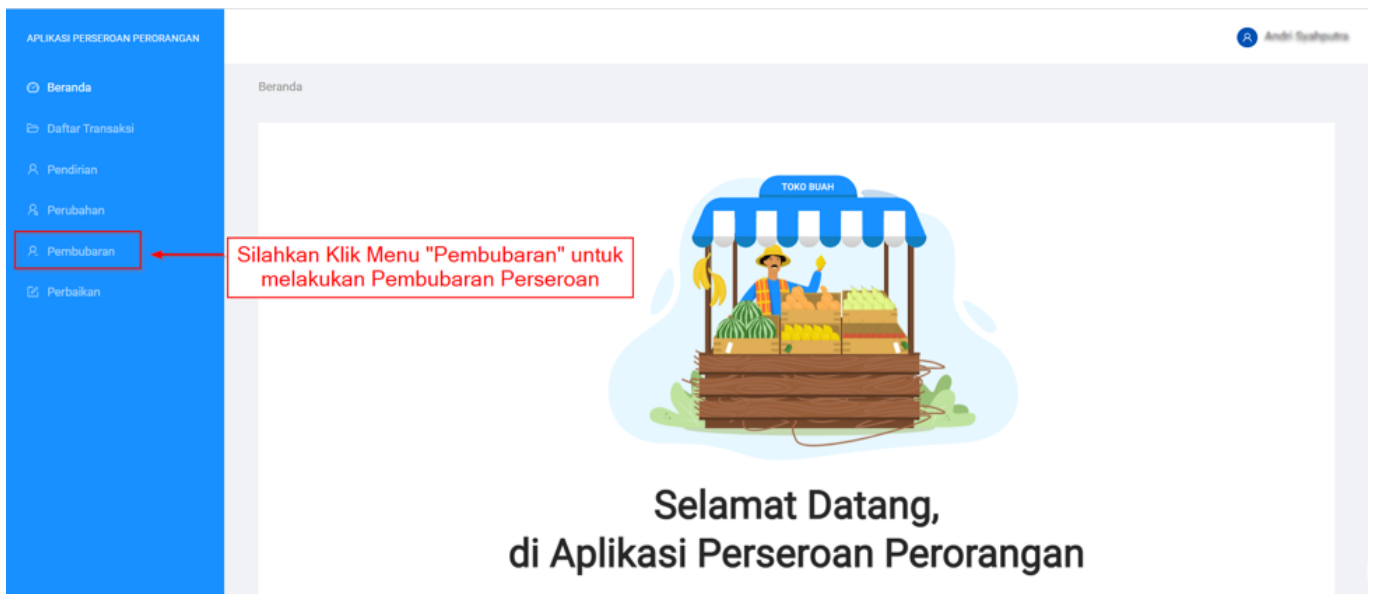 APLIKASI PERSEROAN PERORANGAN
Andri Syahputra
Beranda
Beranda
Daftar Transaksi
Pendirian
Perubahan
Pembubaran
Perbaikan
Silahkan Klik Menu "Pembubaran" untuk
melakukan Pembubaran Perseroan
TOKO BUAH
Selamat Datang,
di Aplikasi Perseroan Perorangan